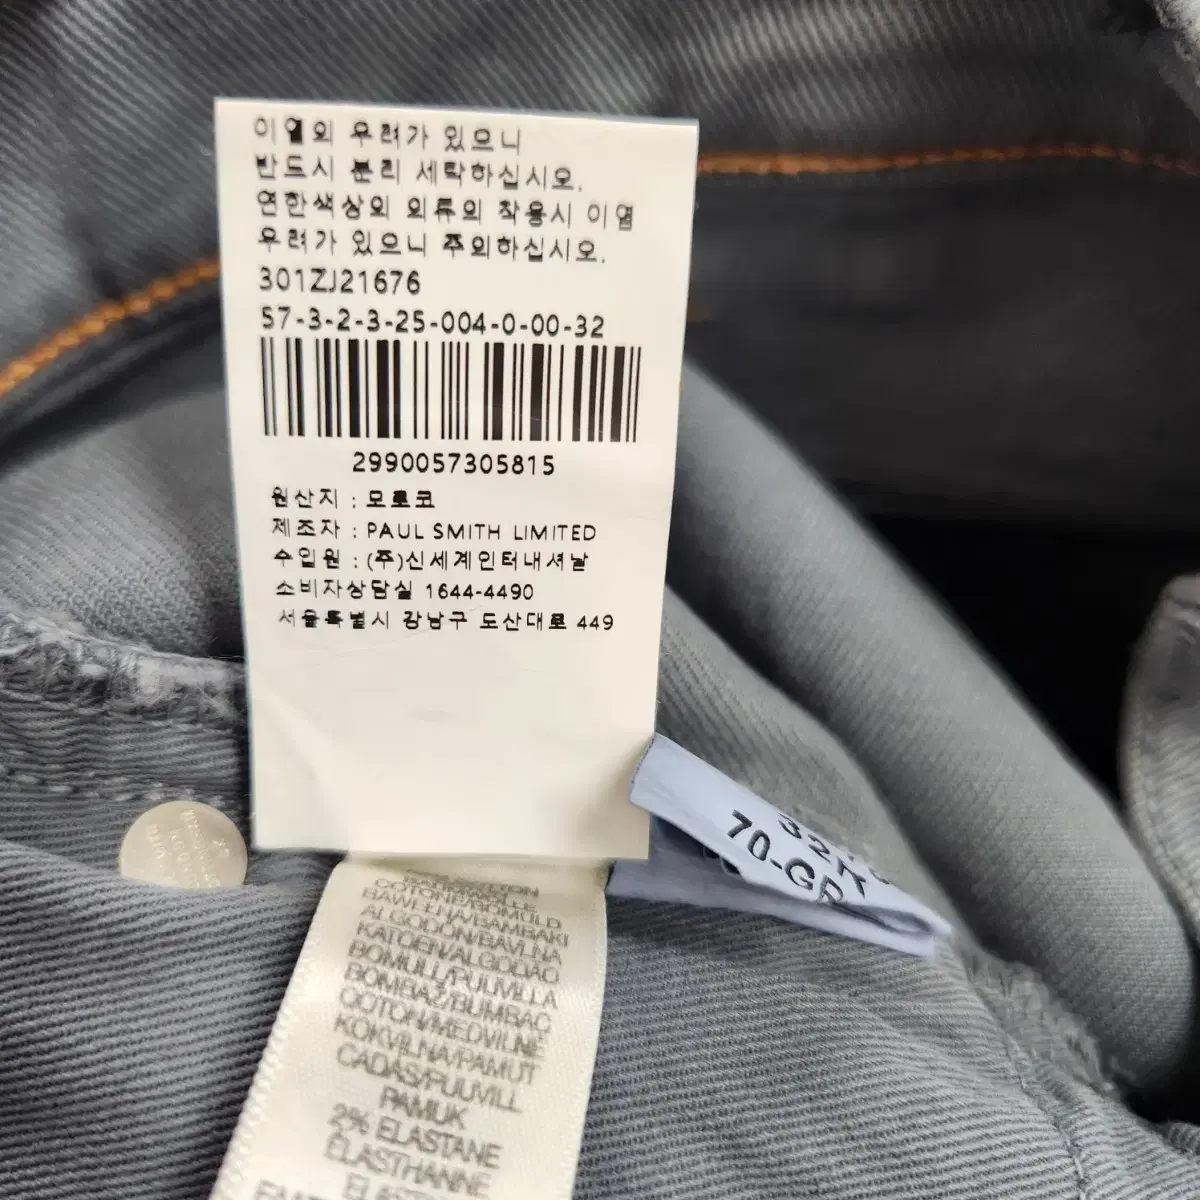 이염의 우려가 있으니
반드시 분리 세탁하십시오.
연한색상의 의류의 착용시 이염
우려가 있으니 주의하십시오.
301ZJ21676
57-3-2-3-25-004-0-00-32
2990057305815
원산지 : 모로코
제조자 : PAUL SMITH LIMITED
수입원 : (주)신세계인터내셔날
소비자상담실 1644-4490
서울특별시 강남구 도산대로 449
70-GR
BAWEŁNA/BAMBAKI
ALGODÓN/BAVLNA
KATOEN/ALGODÃO
BOMULL/PUUVILLA
BOMBAŽ/BUMBAC
COTON/MEDVILNĖ
KOKVILNA/PAMUT
CADÁS/PUUVILL
PAMUK
2% ELASTANE
ÉLASTHANNE